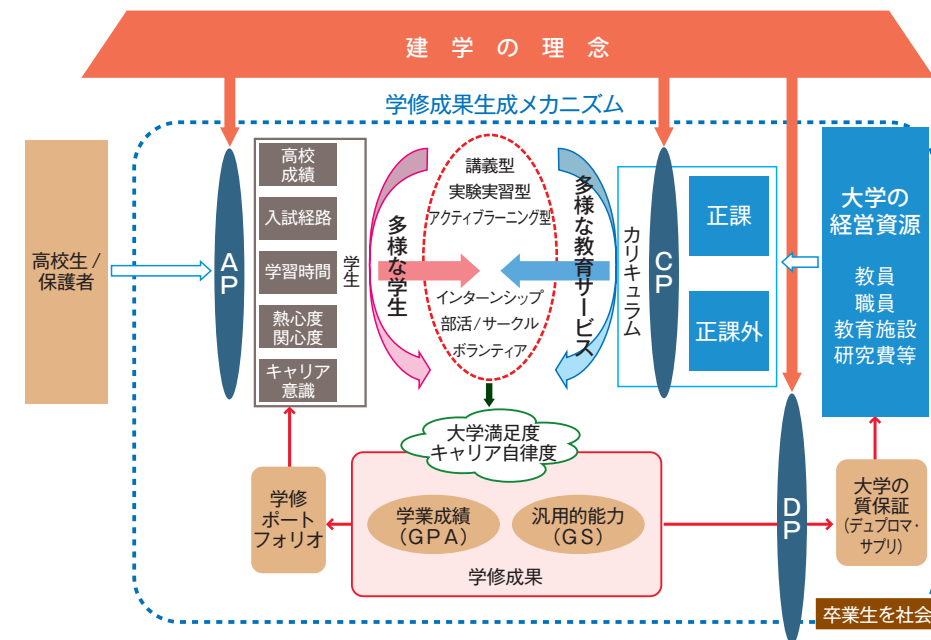 建学の理念
学修成果生成メカニズム
高校生/
保護者
AP
高校
成績
入試経路
学習時間
熱心度
関心度
キャリア
意識
学生
多様な学生
講義型
実験実習型
アクティブラーニング型
インターンシップ
部活/サークル
ボランティア
多様な教育サービス
カリキュラム
CP
正課
正課外
大学の
経営資源
教員
職員
教育施設
研究費等
大学満足度
キャリア自律度
学業成績
(GPA)
汎用的能力
(GS)
学修成果
学修
ポート
フォリオ
DP
大学の
質保証
(デュプロマ・
サプリ)
卒業生を社会